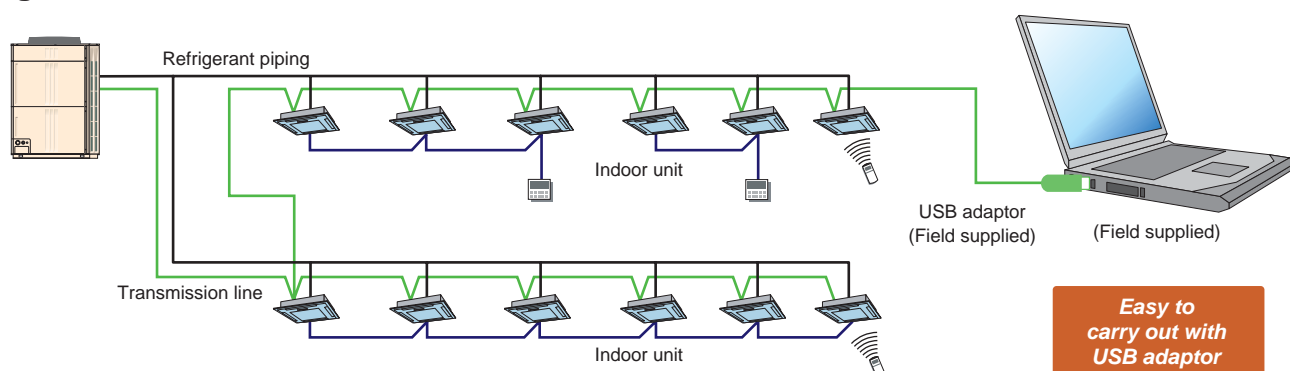 Refrigerant piping
Indoor unit
USB adaptor
(Field supplied)
(Field supplied)
Transmission line
Indoor unit
Easy to
carry out with
USB adaptor